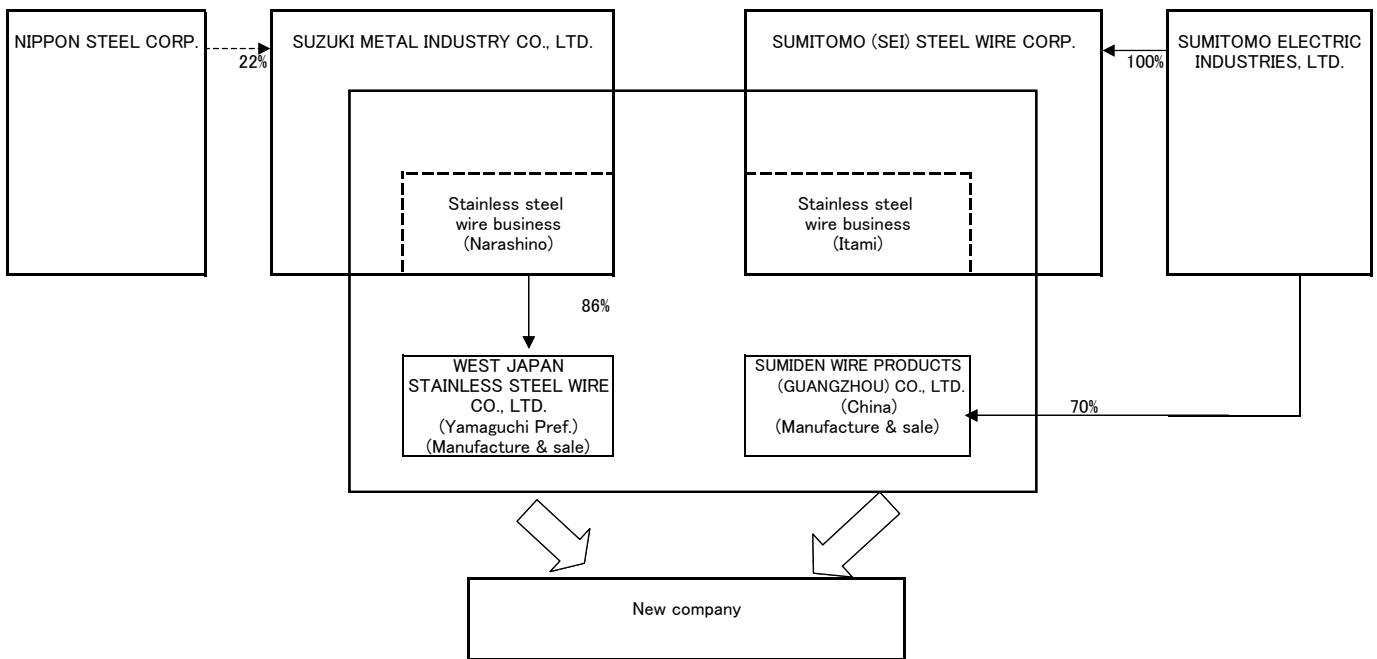 NIPPON STEEL CORP.
22%
SUZUKI METAL INDUSTRY CO., LTD.
SUMITOMO (SEI) STEEL WIRE CORP.
100%
SUMITOMO ELECTRIC
INDUSTRIES, LTD.
Stainless steel
wire business
(Narashino)
Stainless steel
wire business
(Itami)
86%
WEST JAPAN
STAINLESS STEEL WIRE
CO., LTD.
(Yamaguchi Pref.)
(Manufacture & sale)
SUMIDEN WIRE PRODUCTS
(GUANGZHOU) CO., LTD.
(China)
(Manufacture & sale)
70%
New company